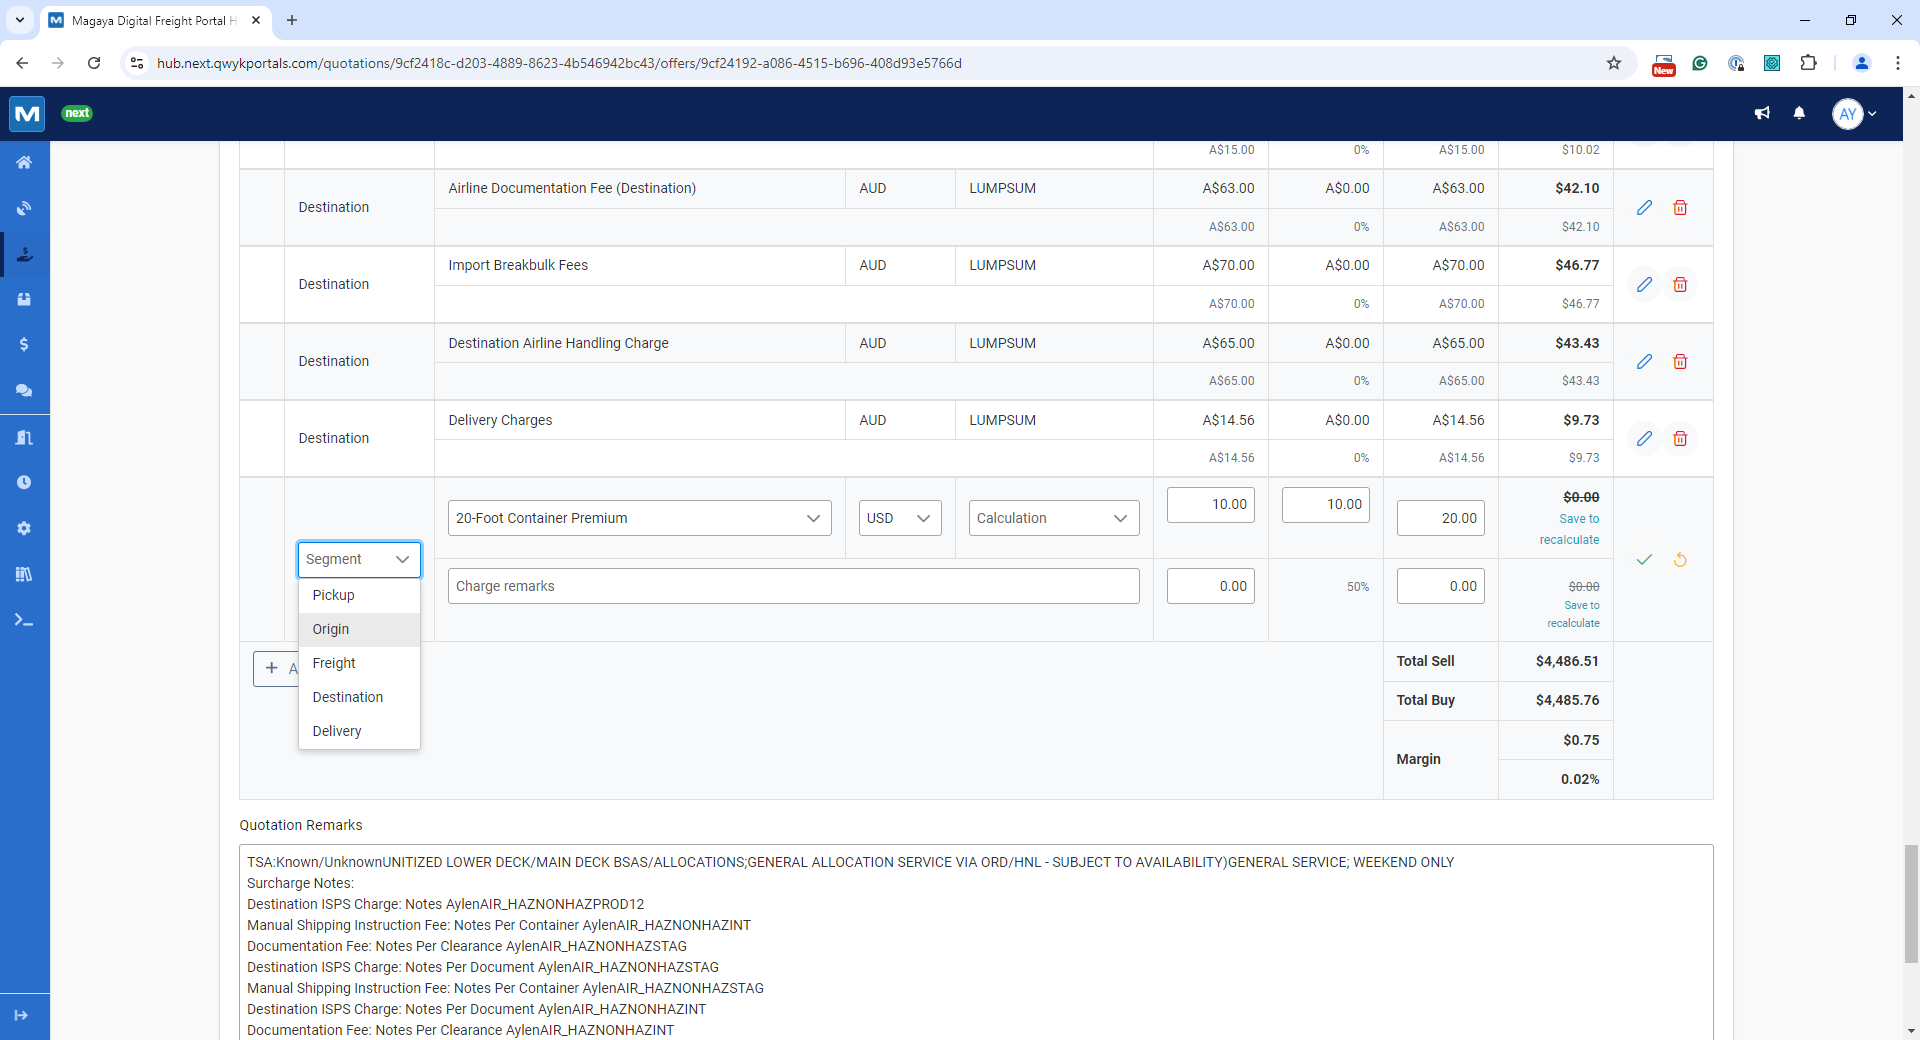 Magaya Digital Freight Portal H
hub.next.qwykportals.com/quotations/9cf2418c-d203-4889-8623-4b546942bc43/offers/9cf24192-a086-4515-b696-408d93e5766d
New
M next AY
A$15.00 0% A$15.00 $10.02
Destination Airline Documentation Fee (Destination) AUD LUMPSUM A$63.00 A$0.00 A$63.00 $42.10
A$63.00 0% A$63.00 $42.10
Destination Import Breakbulk Fees AUD LUMPSUM A$70.00 A$0.00 A$70.00 $46.77
A$70.00 0% A$70.00 $46.77
Destination Destination Airline Handling Charge AUD LUMPSUM A$65.00 A$0.00 A$65.00 $43.43
A$65.00 0% A$65.00 $43.43
Destination Delivery Charges AUD LUMPSUM A$14.56 A$0.00 A$14.56 $9.73
A$14.56 0% A$14.56 $9.73
20-Foot Container Premium USD Calculation 10.00 10.00 20.00 $0.00
Save to
recalculate
Segment
Charge remarks 0.00 50% 0.00 $0.00
Save to
recalculate
Pickup
Origin
Freight
Destination
Delivery
+ A
Total Sell $4,486.51
Total Buy $4,485.76
Margin $0.75
0.02%
Quotation Remarks
TSA:Known/UnknownUNITIZED LOWER DECK/MAIN DECK BSAS/ALLOCATIONS;GENERAL ALLOCATION SERVICE VIA ORD/HNL - SUBJECT TO AVAILABILITY)GENERAL SERVICE; WEEKEND ONLY
Surcharge Notes:
Destination ISPS Charge: Notes AylenAIR_HAZNONHAZPROD12
Manual Shipping Instruction Fee: Notes Per Container AylenAIR_HAZNONHAZINT
Documentation Fee: Notes Per Clearance AylenAIR_HAZNONHAZSTAG
Destination ISPS Charge: Notes Per Document AylenAIR_HAZNONHAZSTAG
Manual Shipping Instruction Fee: Notes Per Container AylenAIR_HAZNONHAZSTAG
Destination ISPS Charge: Notes Per Document AylenAIR_HAZNONHAZINT
Documentation Fee: Notes Per Clearance AylenAIR_HAZNONHAZINT